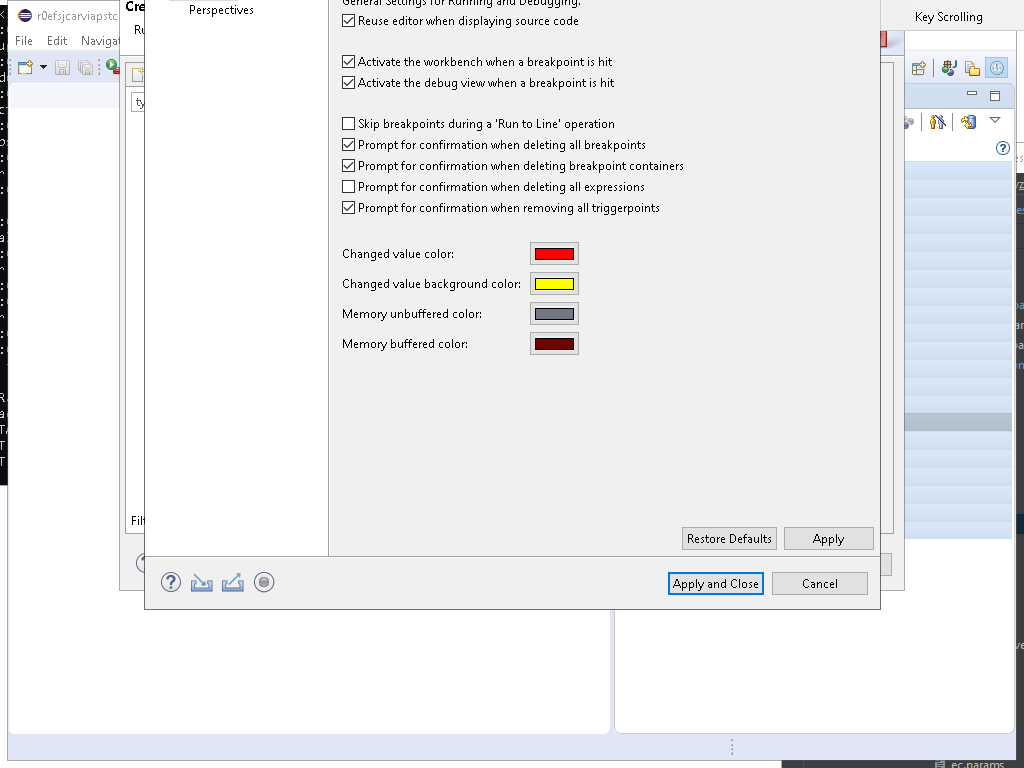 r0efsjcarviapstc
File Edit Navigat
Key Scrolling
Cre
Perspectives
General Settings for Running and Debugging.
Reuse editor when displaying source code
Activate the workbench when a breakpoint is hit
Activate the debug view when a breakpoint is hit
Skip breakpoints during a 'Run to Line' operation
Prompt for confirmation when deleting all breakpoints
Prompt for confirmation when deleting breakpoint containers
Prompt for confirmation when deleting all expressions
Prompt for confirmation when removing all triggerpoints
Changed value color:
Changed value background color:
Memory unbuffered color:
Memory buffered color:
Filt
Restore Defaults Apply
Apply and Close Cancel
ec.params